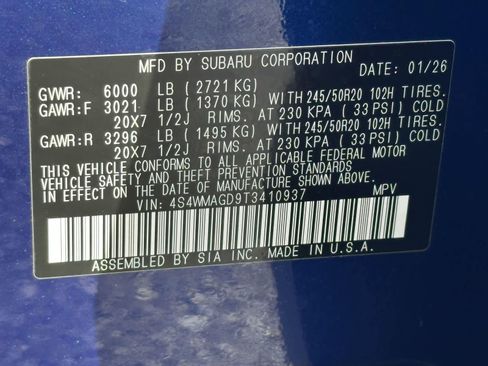 MFD BY SUBARU CORPORATION
DATE: 01/26
GVWR: 6000 LB ( 2721 KG)
GAWR:F 3021 LB ( 1370 KG) WITH 245/50R20 102H TIRES.
20X7 1/2J RIMS. AT 230 KPA ( 33 PSI) COLD
GAWR:R 3296 LB ( 1495 KG) WITH 245/50R20 102H TIRES.
20X7 1/2J RIMS. AT 230 KPA ( 33 PSI) COLD
THIS VEHICLE CONFORMS TO ALL APPLICABLE FEDERAL MOTOR
VEHICLE SAFETY AND THEFT PREVENTION STANDARDS
IN EFFECT ON THE DATE OF MANUFACTURE SHOWN ABOVE.
VIN: 4S4WMAGD9T3410937 MPV
ASSEMBLED BY SIA INC. MADE IN U.S.A.